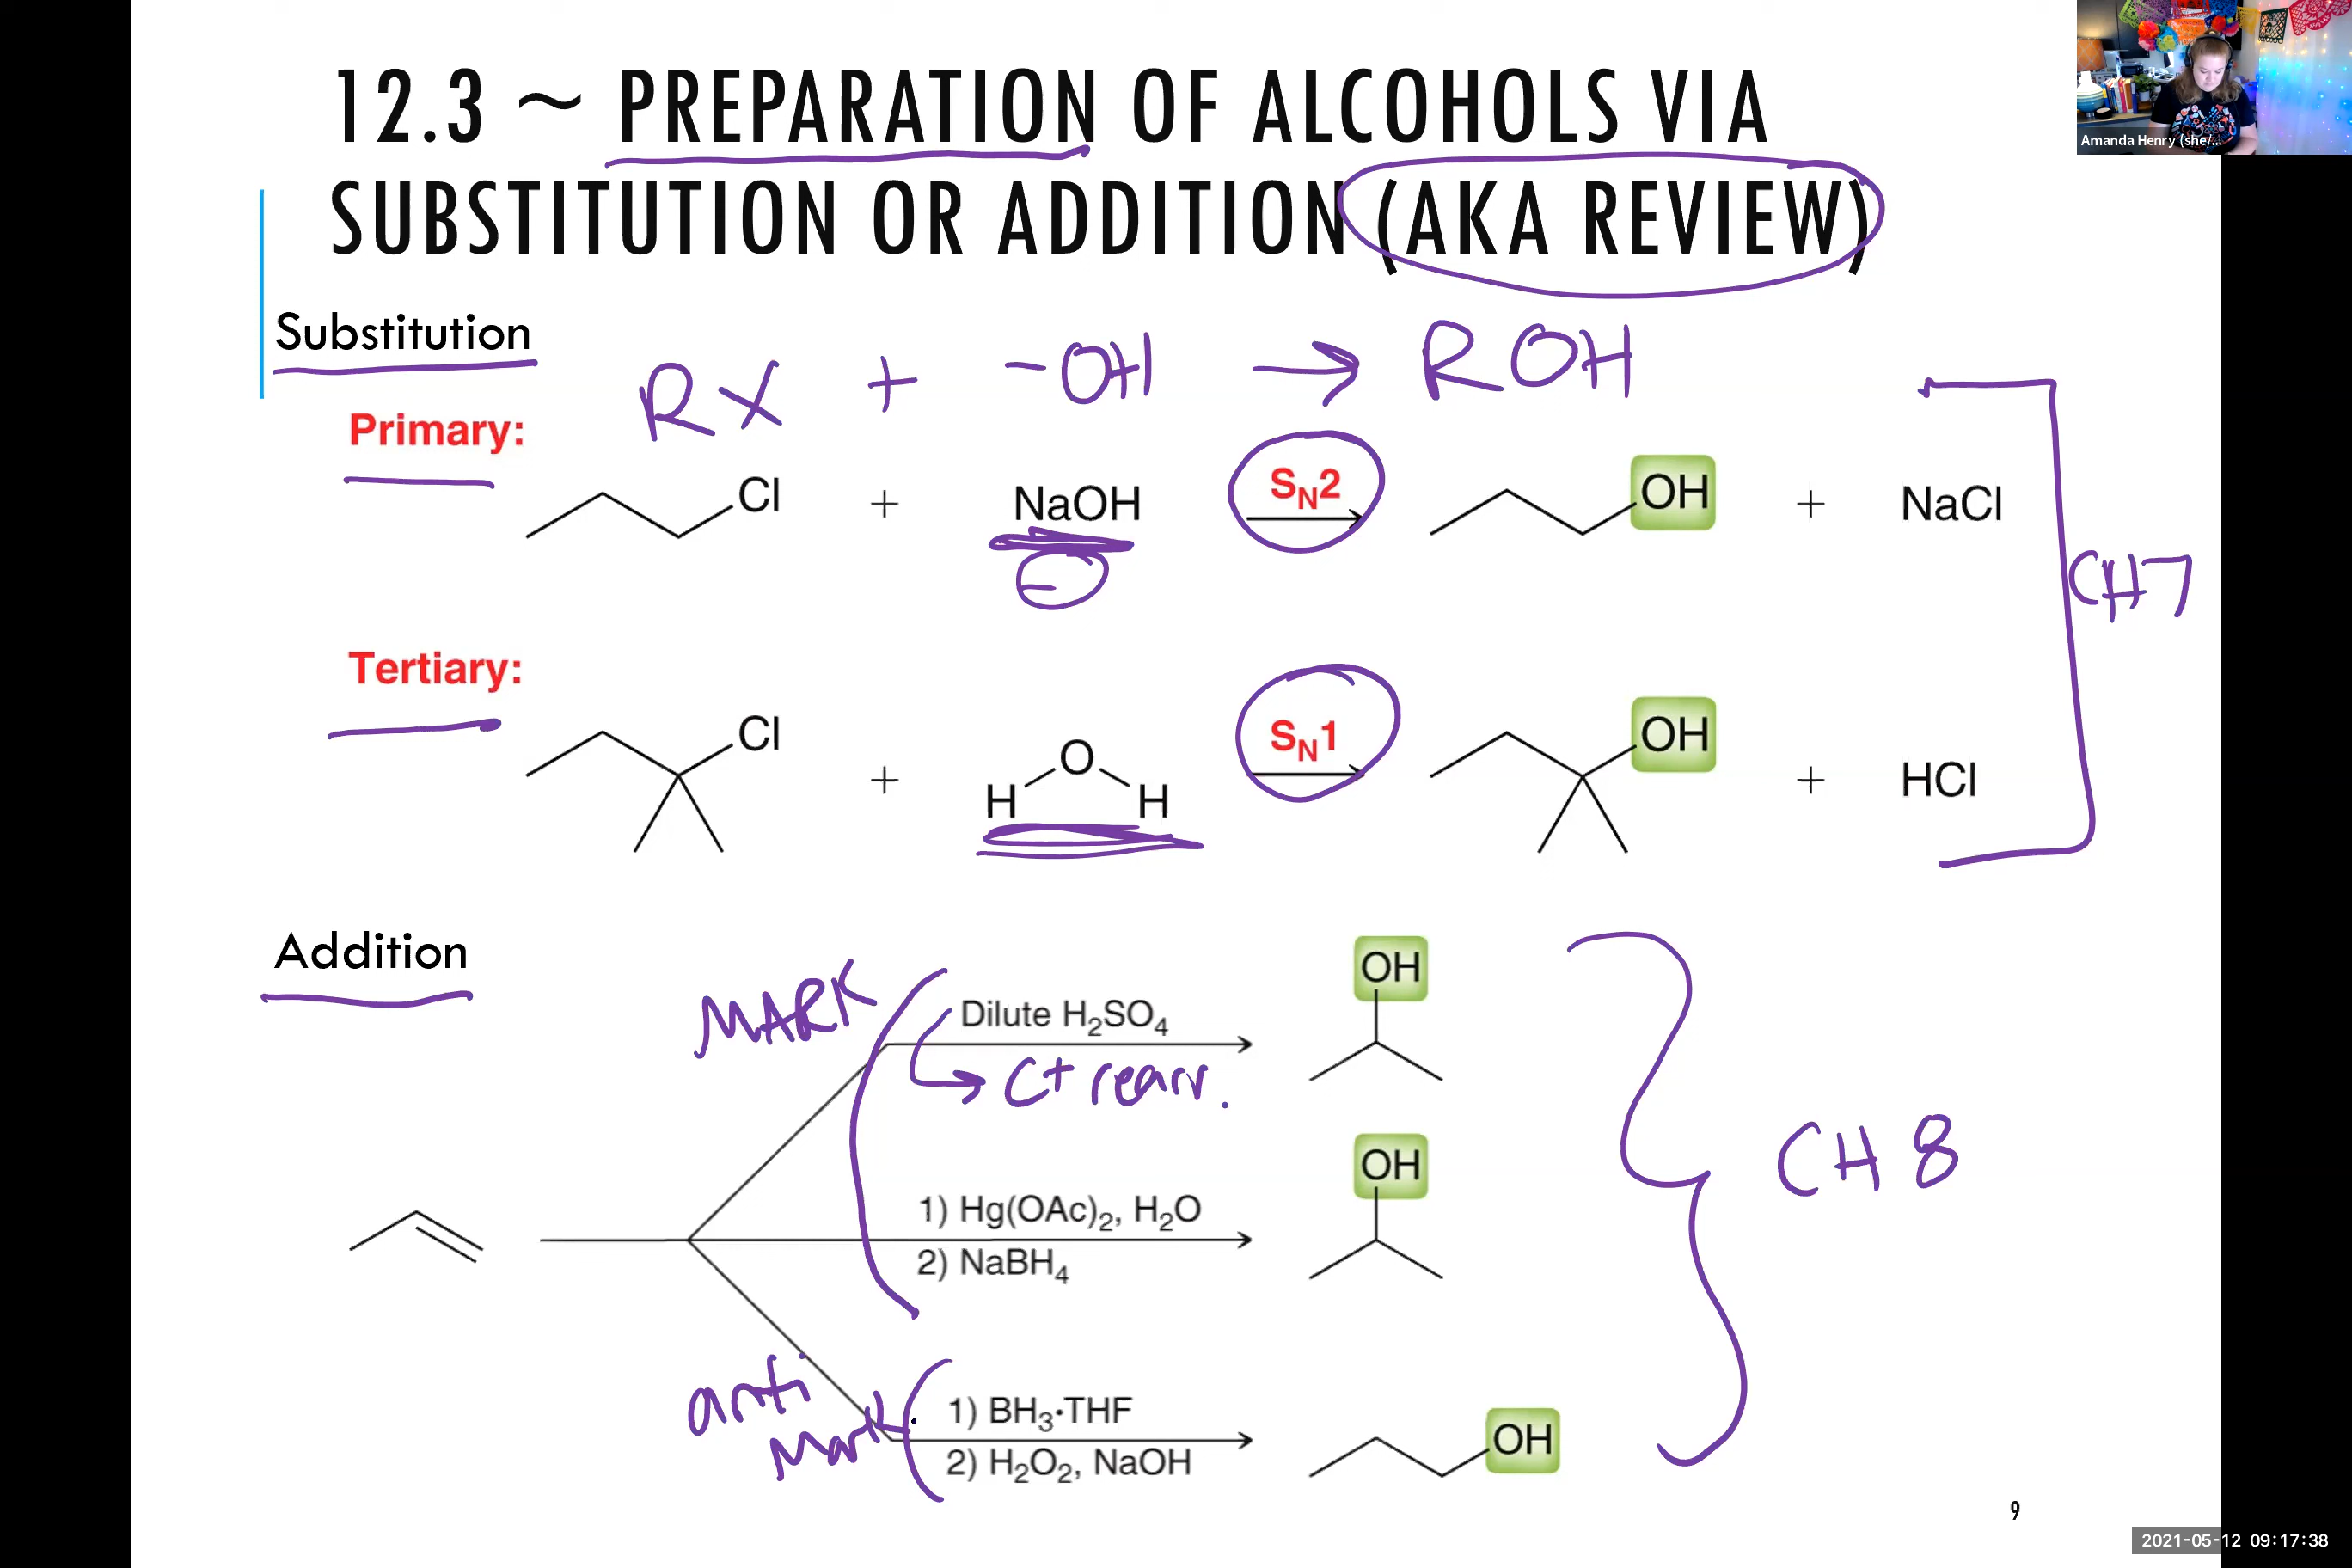 12.3 ~ PREPARATION OF ALCOHOLS VIA
SUBSTITUTION OR ADDITION (AKA REVIEW)
Amanda Henry (she/...
Substitution
RX + -OH → ROH
Primary:
Cl + NaOH SN2 OH + NaCl
⊖
CH7
Tertiary:
Cl + H O H SN1 OH + HCl
Addition
MARK
Dilute H2SO4
OH
C+ rearr.
1) Hg(OAc)2, H2O
2) NaBH4
OH
CH 8
anti
Mark
1) BH3·THF
2) H2O2, NaOH
OH
9
2021-05-12 09:17:38